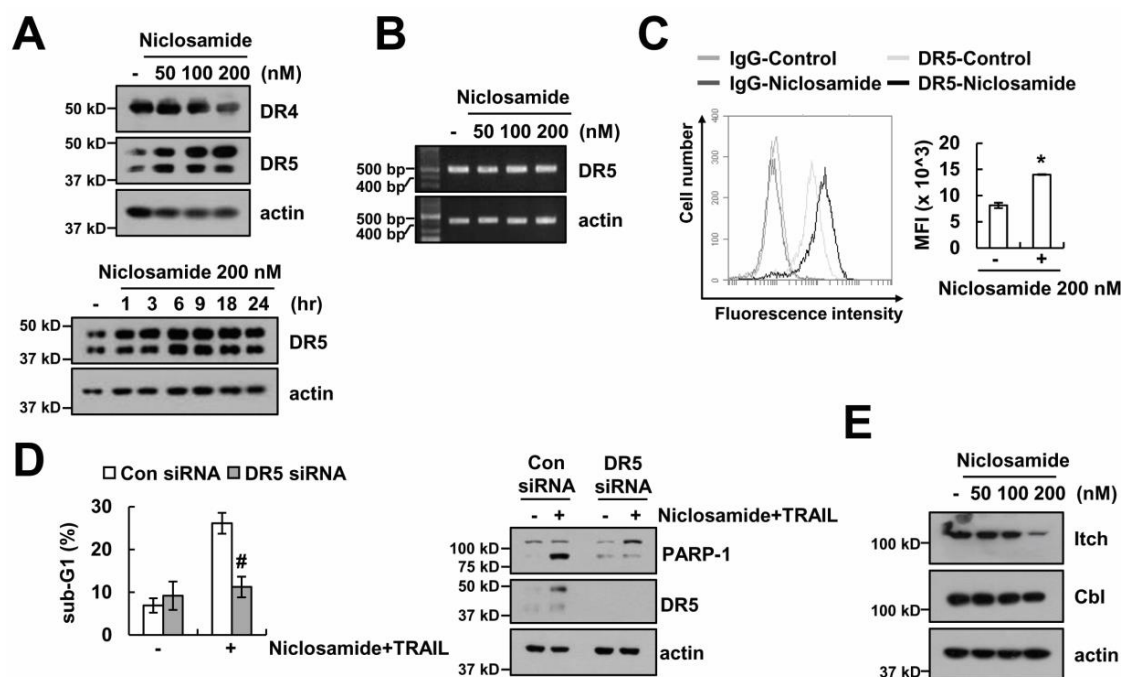 A
Niclosamide
- 50 100 200 (nM)
50 kD
DR4
50 kD
DR5
37 kD
actin
37 kD
Niclosamide 200 nM
- 1 3 6 9 18 24 (hr)
50 kD
DR5
37 kD
actin
37 kD
B
Niclosamide
- 50 100 200 (nM)
500 bp
DR5
400 bp
500 bp
actin
400 bp
C
IgG-Control DR5-Control
IgG-Niclosamide DR5-Niclosamide
Cell number
400
300
200
100
0
Fluorescence intensity
MFI (x 10^3)
20
15
10
5
0
*
- +
Niclosamide 200 nM
D
Con siRNA DR5 siRNA
sub-G1 (%)
30
20
10
0
#
- + Niclosamide+TRAIL
Con siRNA
DR5 siRNA
- + - + Niclosamide+TRAIL
100 kD
PARP-1
75 kD
50 kD
DR5
37 kD
actin
37 kD
E
Niclosamide
- 50 100 200 (nM)
100 kD
Itch
Cbl
100 kD
actin
37 kD